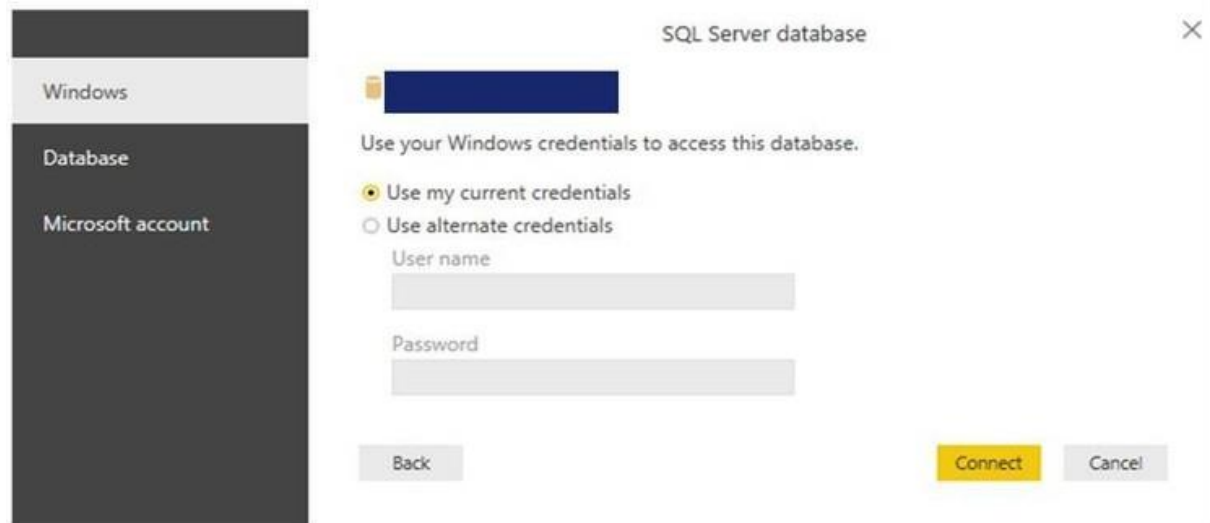 SQL Server database
Windows
Database
Microsoft account
Use your Windows credentials to access this database.
Use my current credentials
Use alternate credentials
User name
Password
Back
Connect
Cancel